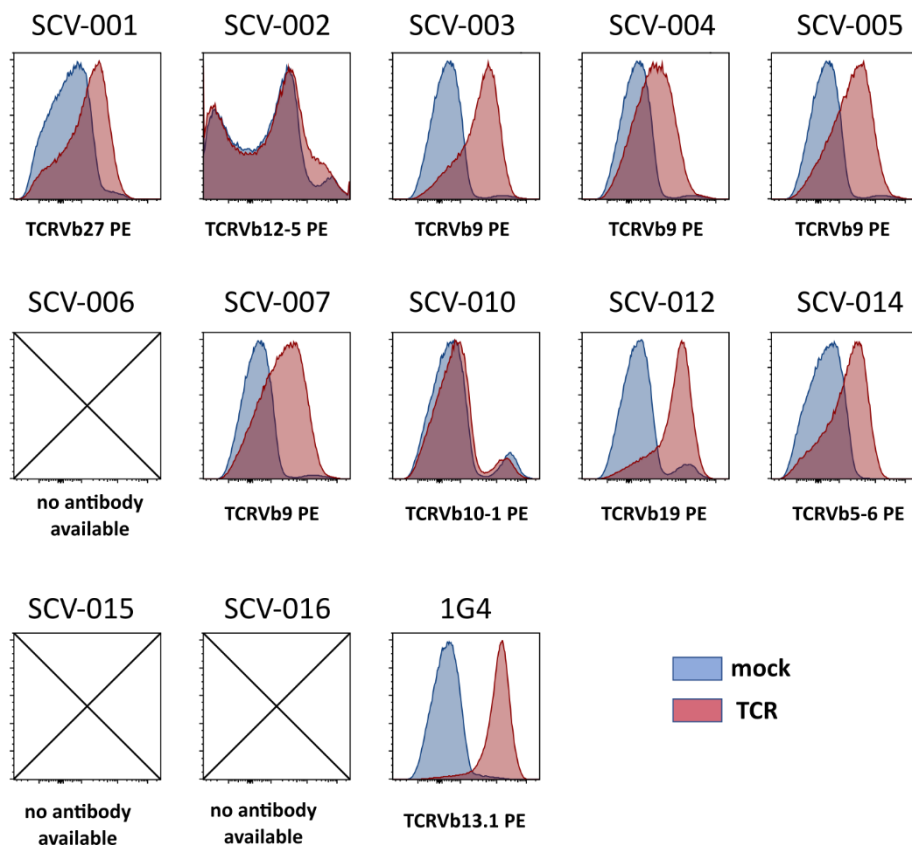 SCV-001 SCV-002 SCV-003 SCV-004 SCV-005
TCRVb27 PE TCRVb12-5 PE TCRVb9 PE TCRVb9 PE TCRVb9 PE
SCV-006 SCV-007 SCV-010 SCV-012 SCV-014
no antibody
available
TCRVb9 PE TCRVb10-1 PE TCRVb19 PE TCRVb5-6 PE
SCV-015 SCV-016 1G4
mock
TCR
no antibody
available
no antibody
available
TCRVb13.1 PE